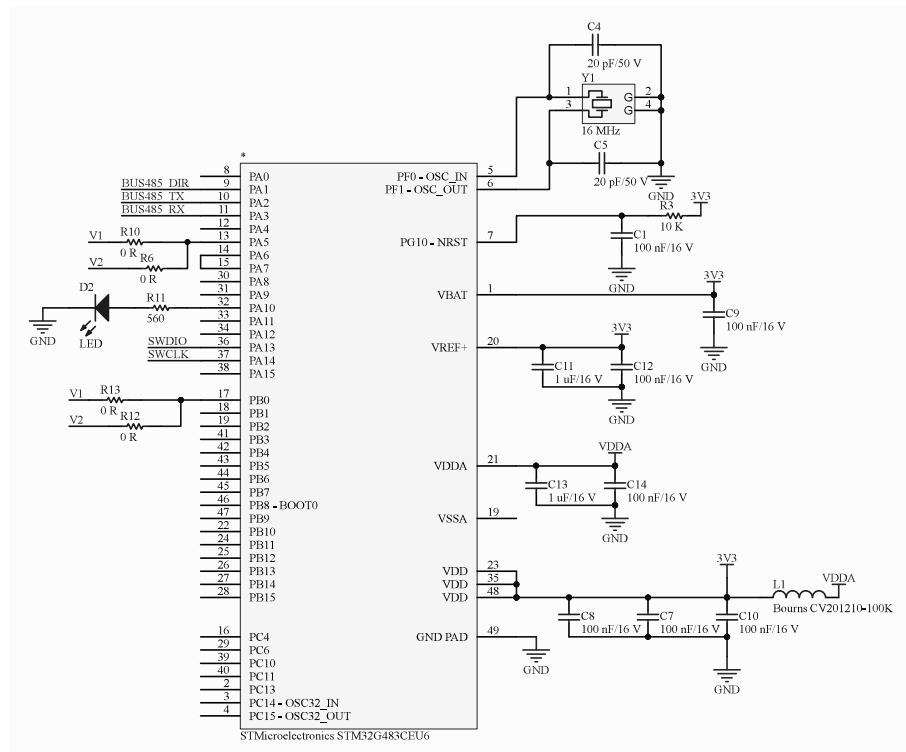 C4
20 pF/50 V
Y1
1
2
3
4
G
G
16 MHz
C5
20 pF/50 V
GND
*
8 PA0
BUS485_DIR 9 PA1
BUS485_TX 10 PA2
BUS485_RX 11 PA3
12 PA4
V1 R10 0 R 13 PA5
14 PA6
V2 R6 0 R 15 PA7
30 PA8
31 PA9
D2 LED GND R11 560 32 PA10
33 PA11
34 PA12
SWDIO 36 PA13
SWCLK 37 PA14
38 PA15
V1 R13 0 R 17 PB0
18 PB1
V2 R12 0 R 19 PB2
41 PB3
42 PB4
43 PB5
44 PB6
45 PB7
46 PB8 - BOOT0
47 PB9
22 PB10
24 PB11
25 PB12
26 PB13
27 PB14
28 PB15
16 PC4
29 PC6
39 PC10
40 PC11
2 PC13
3 PC14 - OSC32_IN
4 PC15 - OSC32_OUT
PF0 - OSC_IN 5
PF1 - OSC_OUT 6
PG10 - NRST 7
3V3
R3
10 K
C1
100 nF/16 V
GND
VBAT 1
3V3
C9
100 nF/16 V
GND
VREF+ 20
3V3
C11
1 uF/16 V
C12
100 nF/16 V
GND
VDDA 21
VDDA
C13
1 uF/16 V
C14
100 nF/16 V
GND
VSSA 19
VDD 23
VDD 35
VDD 48
3V3
L1
VDDA
Bourns CV201210-100K
C8
100 nF/16 V
C7
100 nF/16 V
C10
100 nF/16 V
GND
GND PAD 49
GND
STMicroelectronics STM32G483CEU6